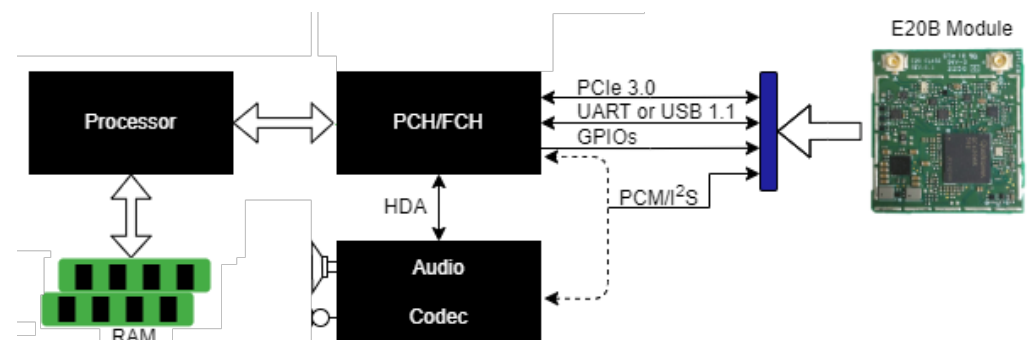 E20B Module
Processor
PCH/FCH
PCIe 3.0
UART or USB 1.1
GPIOs
HDA
PCM/I²S
Audio
Codec
RAM